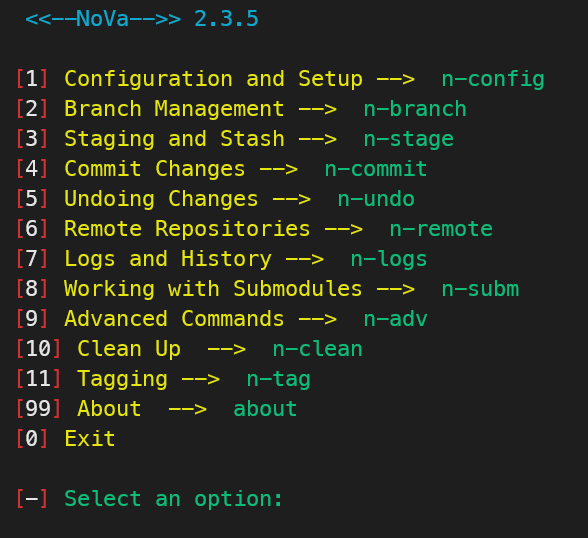 <<--NoVa-->> 2.3.5
[1] Configuration and Setup -->  n-config
[2] Branch Management -->  n-branch
[3] Staging and Stash -->  n-stage
[4] Commit Changes -->  n-commit
[5] Undoing Changes -->  n-undo
[6] Remote Repositories -->  n-remote
[7] Logs and History -->  n-logs
[8] Working with Submodules -->  n-subm
[9] Advanced Commands -->  n-adv
[10] Clean Up  -->  n-clean
[11] Tagging -->  n-tag
[99] About  -->  about
[0] Exit
[-] Select an option: